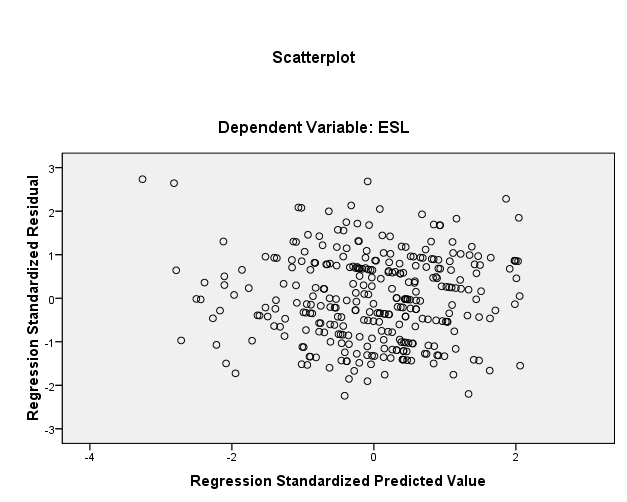 Scatterplot
Dependent Variable: ESL
Regression Standardized Residual
3
2
1
0
-1
-2
-3
-4
-2
0
2
Regression Standardized Predicted Value